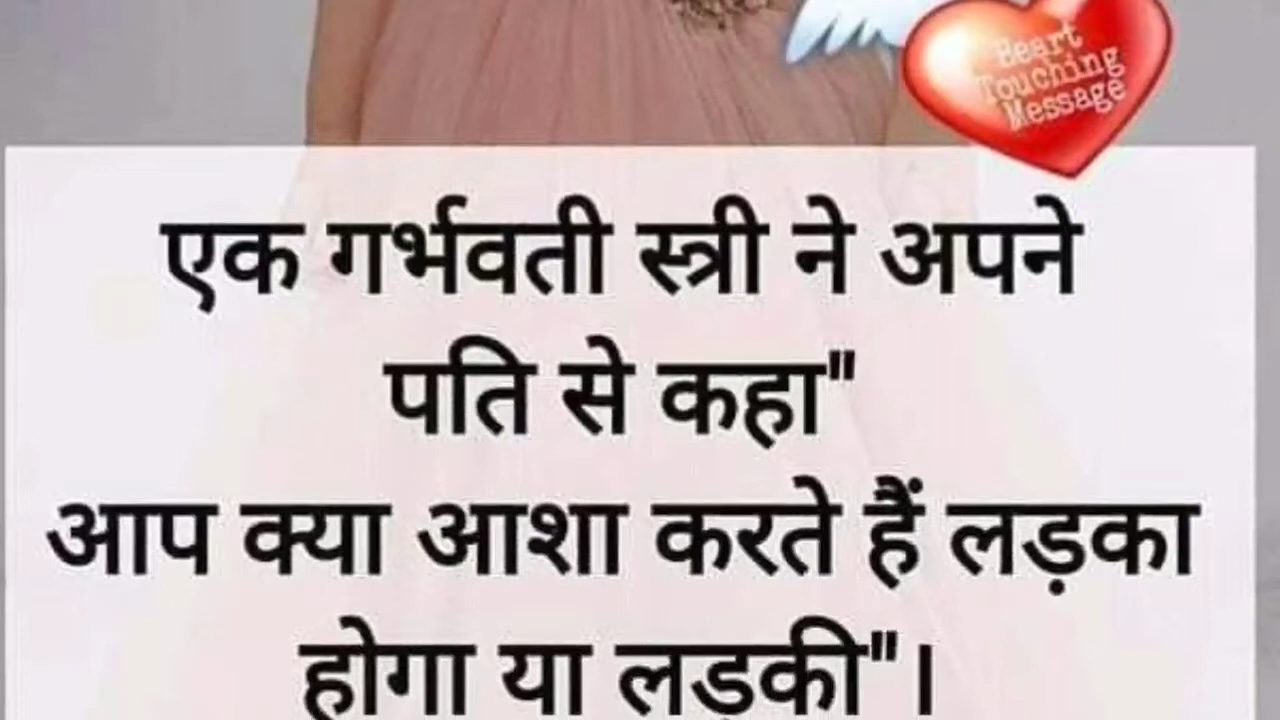 Heart
Touching
Message
एक गर्भवती स्त्री ने अपने
पति से कहा"
आप क्या आशा करते हैं लड़का
होगा या लड़की"।